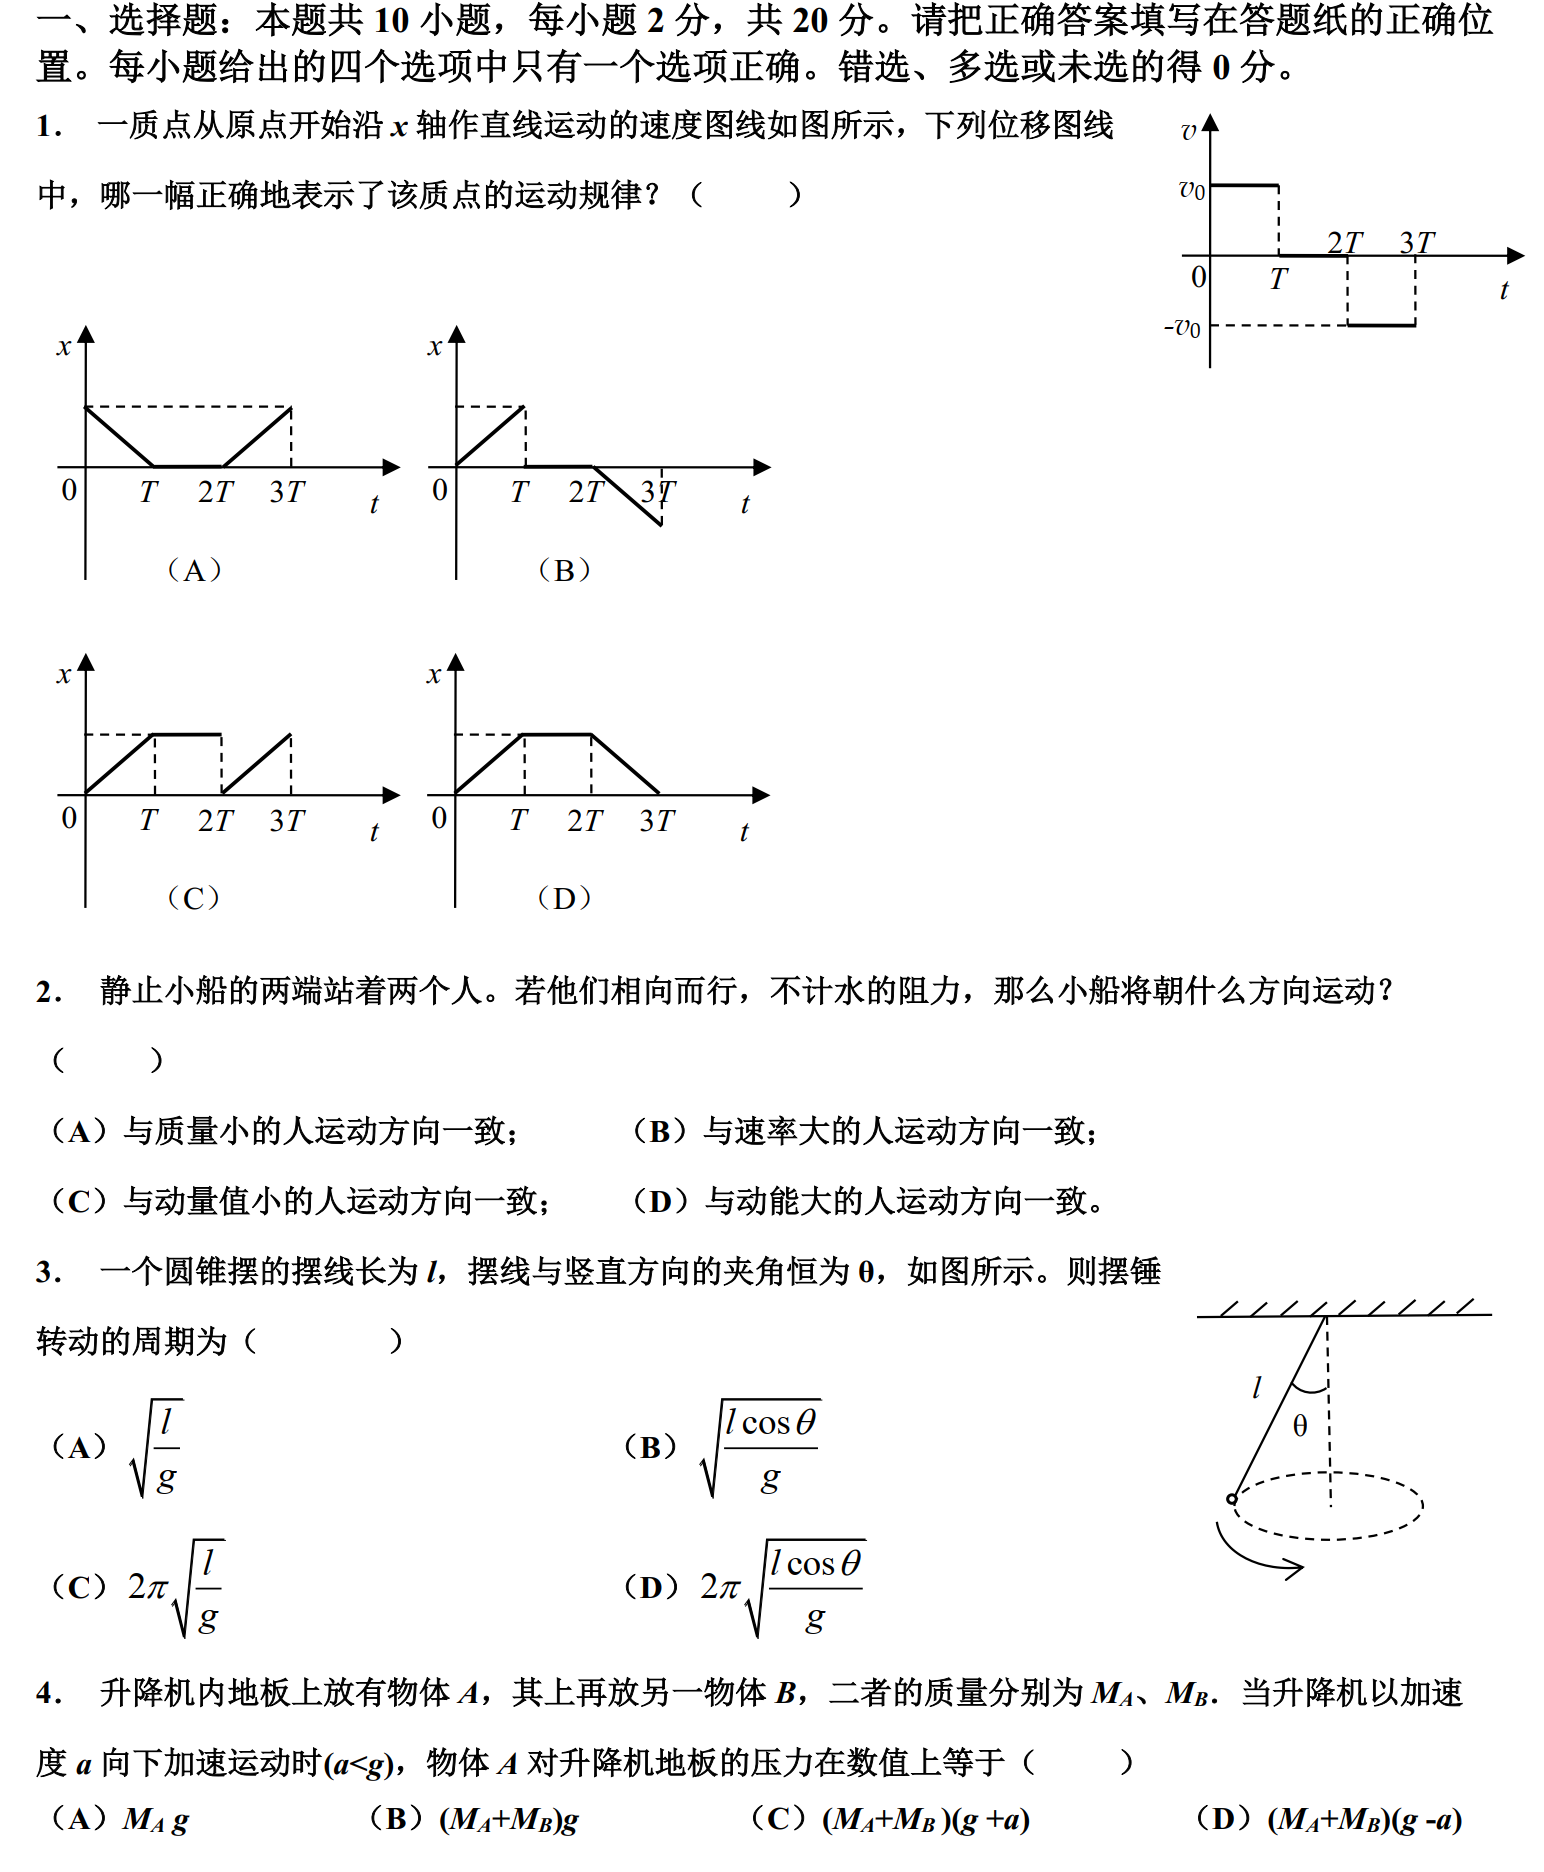 一、选择题：本题共 10 小题，每小题 2 分，共 20 分。请把正确答案填写在答题纸的正确位
置。每小题给出的四个选项中只有一个选项正确。错选、多选或未选的得 0 分。
1. 一质点从原点开始沿 x 轴作直线运动的速度图线如图所示，下列位移图线
中，哪一幅正确地表示了该质点的运动规律？（ ）
v
v₀
2T 3T
0 T t
-v₀
x
0 T 2T 3T t
（A）
x
0 T 2T 3T t
（B）
x
0 T 2T 3T t
（C）
x
0 T 2T 3T t
（D）
2. 静止小船的两端站着两个人。若他们相向而行，不计水的阻力，那么小船将朝什么方向运动？
（ ）
（A）与质量小的人运动方向一致； （B）与速率大的人运动方向一致；
（C）与动量值小的人运动方向一致； （D）与动能大的人运动方向一致。
3. 一个圆锥摆的摆线长为 l，摆线与竖直方向的夹角恒为 θ，如图所示。则摆锤
转动的周期为（ ）
l
θ
（A） √(l/g) （B） √(l cos θ/g)
（C） 2π√(l/g) （D） 2π√(l cos θ/g)
4. 升降机内地板上放有物体 A，其上再放另一物体 B，二者的质量分别为 M_A、M_B．当升降机以加速
度 a 向下加速运动时(a<g)，物体 A 对升降机地板的压力在数值上等于（ ）
（A）M_A g （B）(M_A+M_B)g （C）(M_A+M_B )(g +a) （D）(M_A+M_B)(g -a)